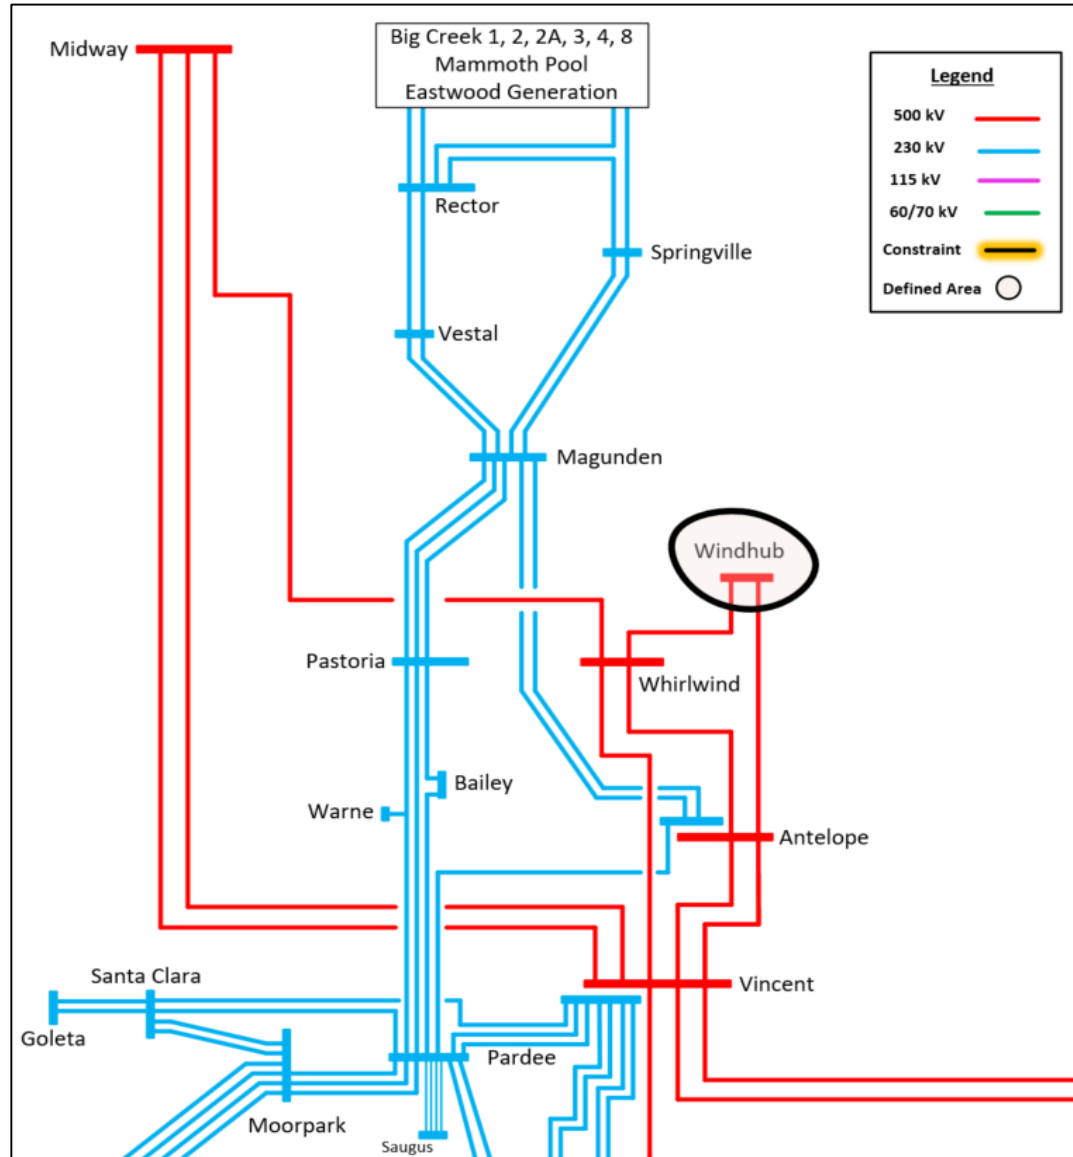 Midway
Big Creek 1, 2, 2A, 3, 4, 8
Mammoth Pool
Eastwood Generation
Legend
500 kV
230 kV
115 kV
60/70 kV
Constraint
Defined Area
Rector
Springville
Vestal
Magunden
Windhub
Pastoria
Whirlwind
Bailey
Warne
Antelope
Santa Clara
Vincent
Goleta
Pardee
Moorpark
Saugus